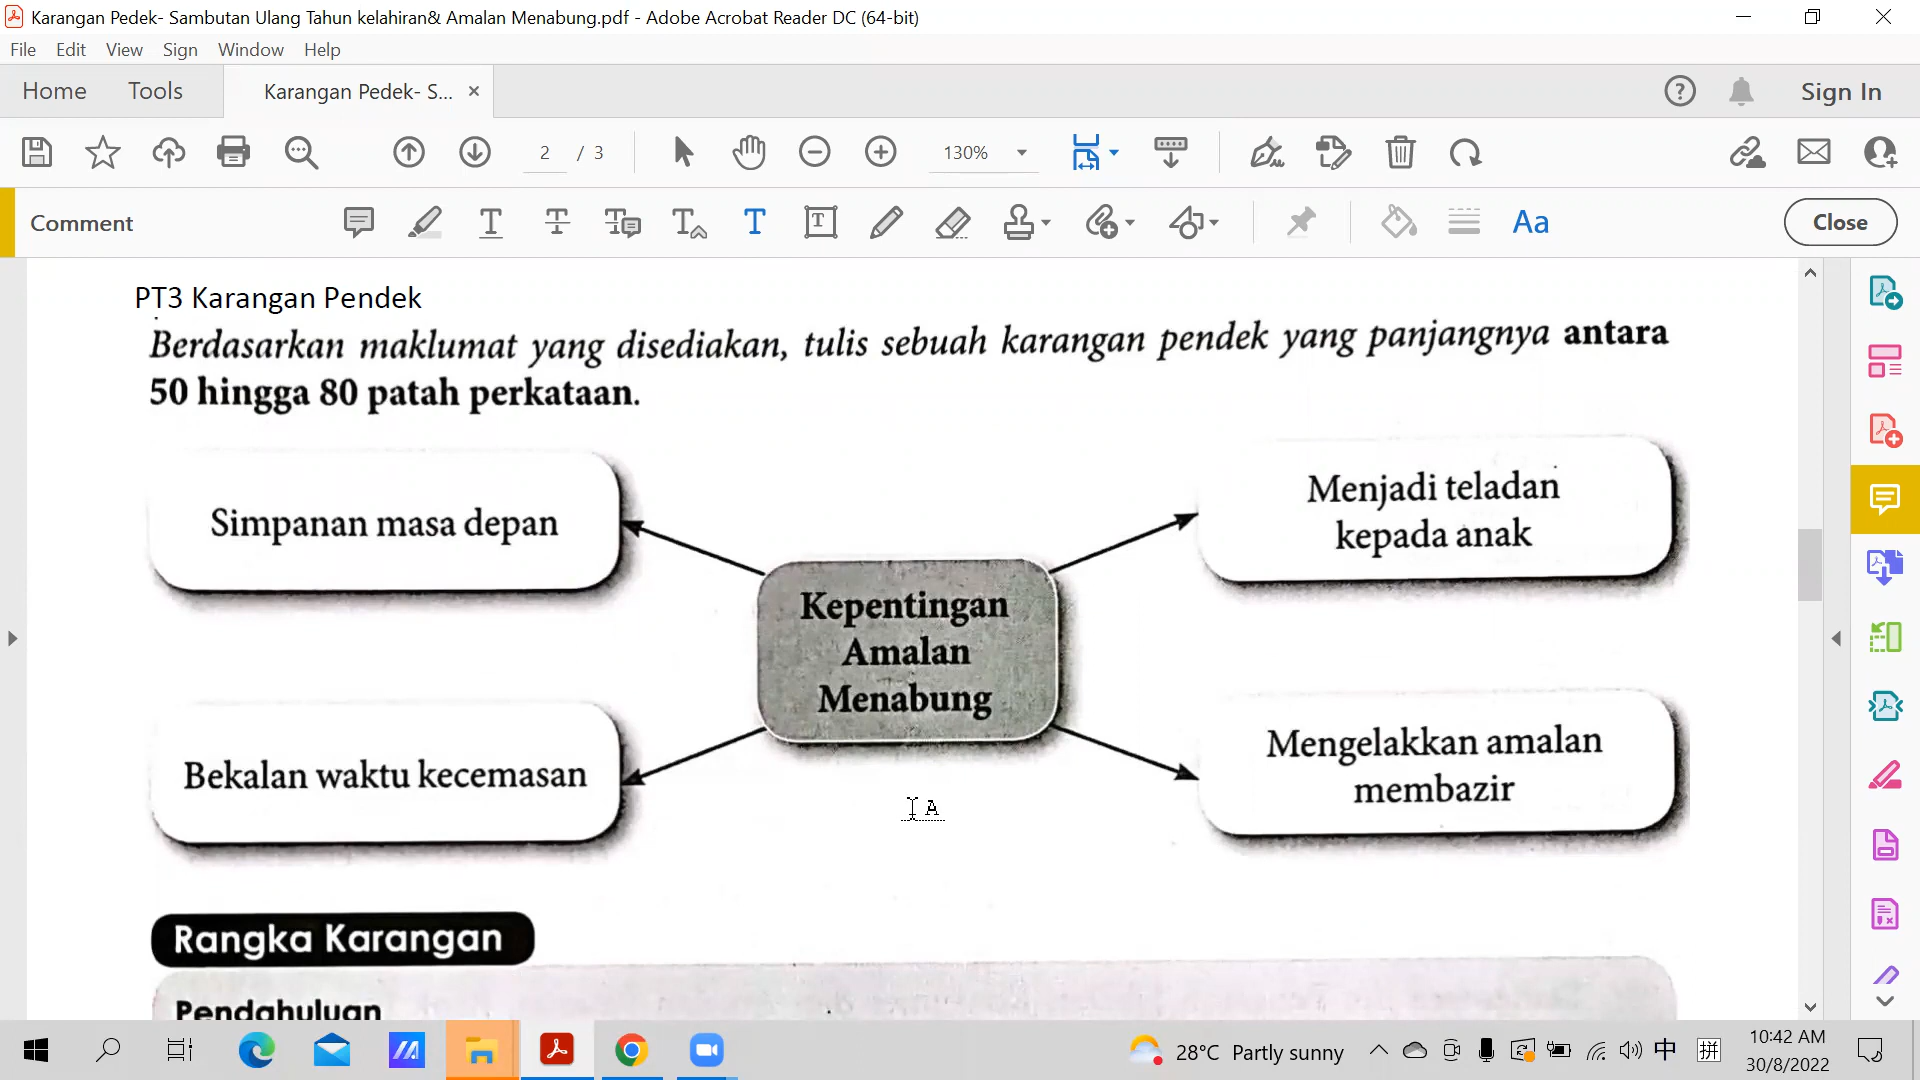 Karangan Pedek- Sambutan Ulang Tahun kelahiran& Amalan Menabung.pdf - Adobe Acrobat Reader DC (64-bit)
File Edit View Sign Window Help
Home Tools Karangan Pedek- S... × Sign In
2 / 3 130%
Comment Aa Close
PT3 Karangan Pendek
Berdasarkan maklumat yang disediakan, tulis sebuah karangan pendek yang panjangnya antara
50 hingga 80 patah perkataan.
Simpanan masa depan
Menjadi teladan
kepada anak
Kepentingan
Amalan
Menabung
Bekalan waktu kecemasan
Mengelakkan amalan
membazir
Rangka Karangan
Pendahuluan
28°C Partly sunny 中 拼 10:42 AM
30/8/2022